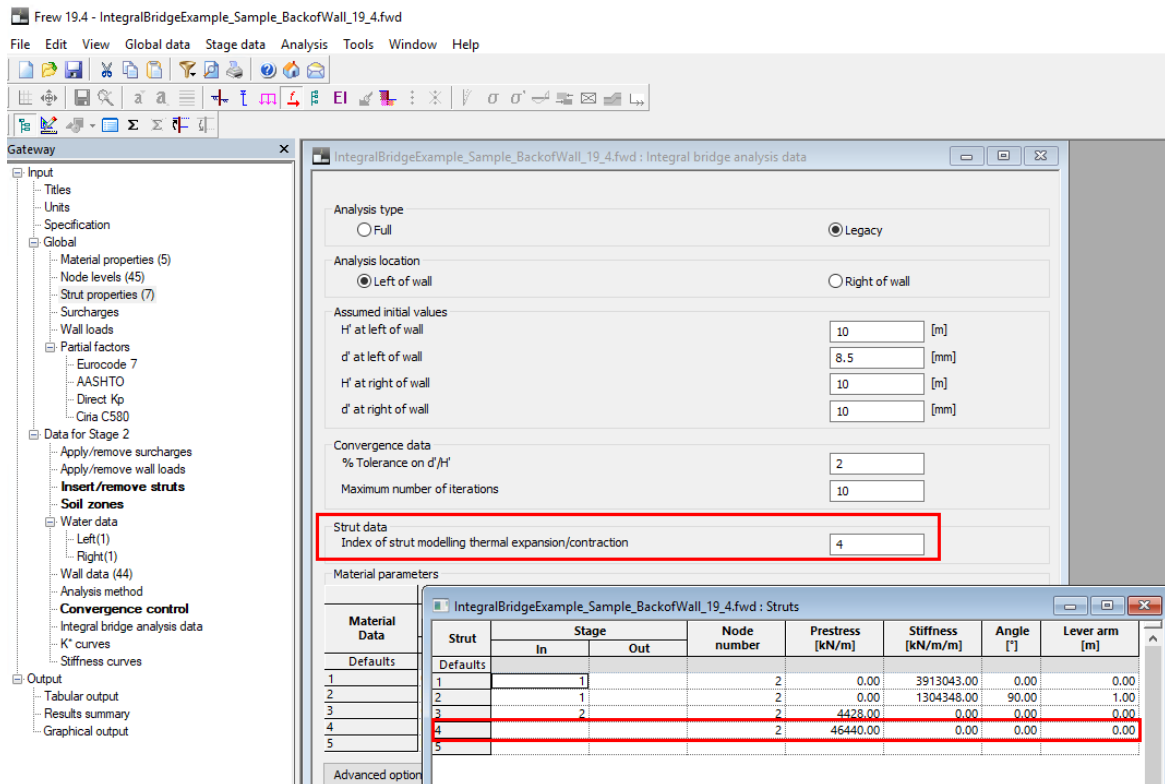 Frew 19.4 - IntegralBridgeExample_Sample_BackofWall_19_4.fwd
File Edit View Global data Stage data Analysis Tools Window Help
Gateway
Input
Titles
Units
Specification
Global
Material properties (5)
Node levels (45)
Strut properties (7)
Surcharges
Wall loads
Partial factors
Eurocode 7
AASHTO
Direct Kp
Ciria C580
Data for Stage 2
Apply/remove surcharges
Apply/remove wall loads
Insert/remove struts
Soil zones
Water data
Left(1)
Right(1)
Wall data (44)
Analysis method
Convergence control
Integral bridge analysis data
K* curves
Stiffness curves
Output
Tabular output
Results summary
Graphical output
IntegralBridgeExample_Sample_BackofWall_19_4.fwd : Integral bridge analysis data
Analysis type
Full Legacy
Analysis location
Left of wall Right of wall
Assumed initial values
H' at left of wall 10 [m]
d' at left of wall 8.5 [mm]
H' at right of wall 10 [m]
d' at right of wall 10 [mm]
Convergence data
% Tolerance on d'/H' 2
Maximum number of iterations 10
Strut data
Index of strut modelling thermal expansion/contraction 4
Material parameters
Material Data
Defaults
1
2
3
4
5
Advanced option
IntegralBridgeExample_Sample_BackofWall_19_4.fwd : Struts
Strut Stage Node number Prestress [kN/m] Stiffness [kN/m/m] Angle [°] Lever arm [m]
In Out
Defaults
1 1 2 0.00 3913043.00 0.00 0.00
2 1 2 0.00 1304348.00 90.00 1.00
3 2 2 4428.00 0.00 0.00 0.00
4 2 46440.00 0.00 0.00 0.00
5